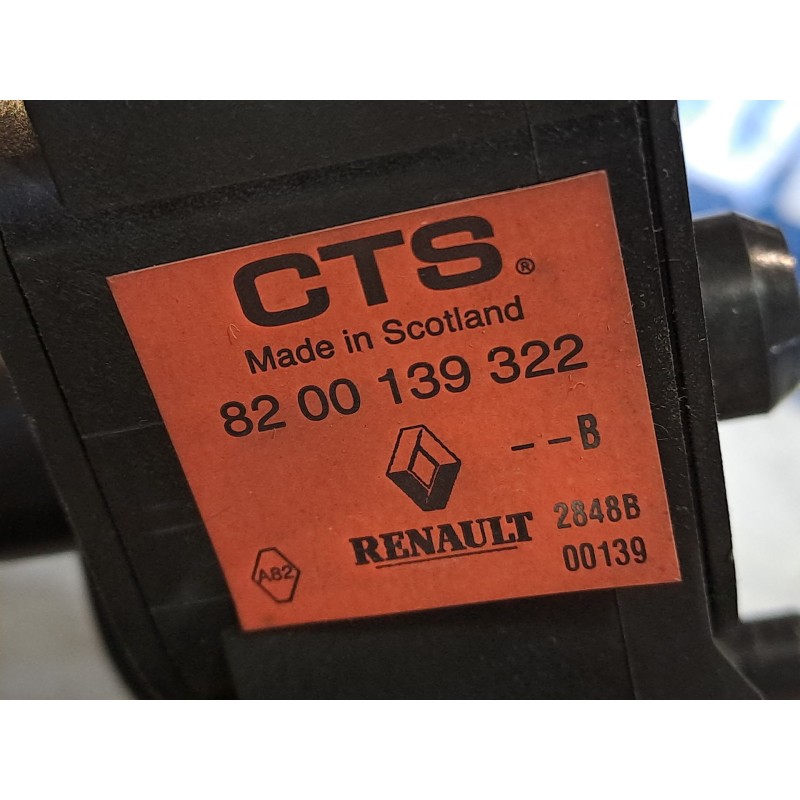 CTS®
Made in Scotland
82 00 139 322
--B
RENAULT 2848B
A82 00139